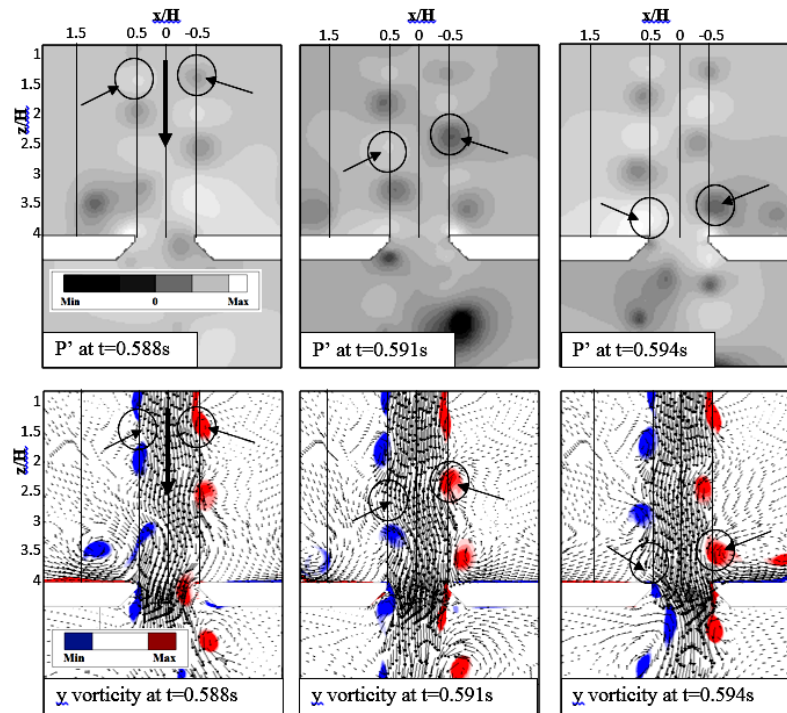 x/H x/H x/H
1.5 0.5 0 -0.5 1.5 0.5 0 -0.5 1.5 0.5 0 -0.5
z/H
1
1.5
2
2.5
3
3.5
4
Min 0 Max
P' at t=0.588s P' at t=0.591s P' at t=0.594s
z/H
1
1.5
2
2.5
3
3.5
4
Min Max
y vorticity at t=0.588s y vorticity at t=0.591s y vorticity at t=0.594s